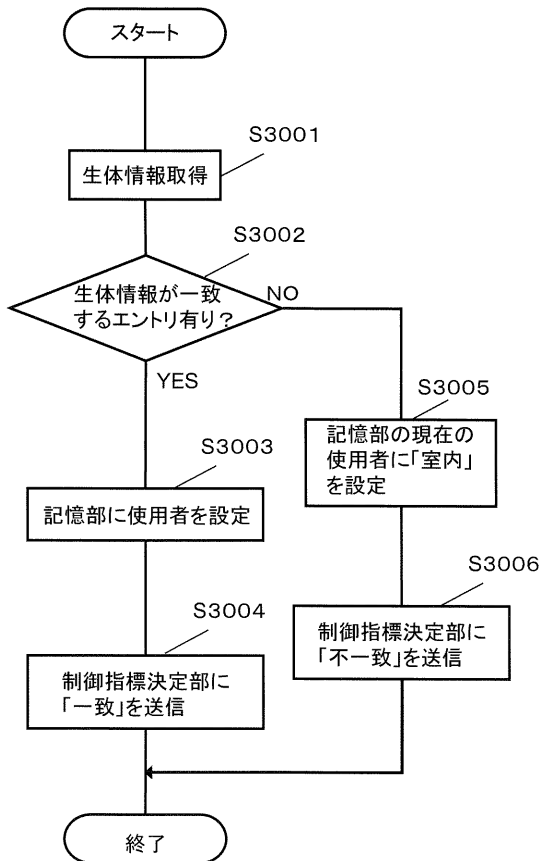 スタート
S3001
生体情報取得
S3002
生体情報が一致
するエントリ有り？
NO
YES
S3005
記憶部の現在の
使用者に「室内」
を設定
S3003
記憶部に使用者を設定
S3006
制御指標決定部に
「不一致」を送信
S3004
制御指標決定部に
「一致」を送信
終了